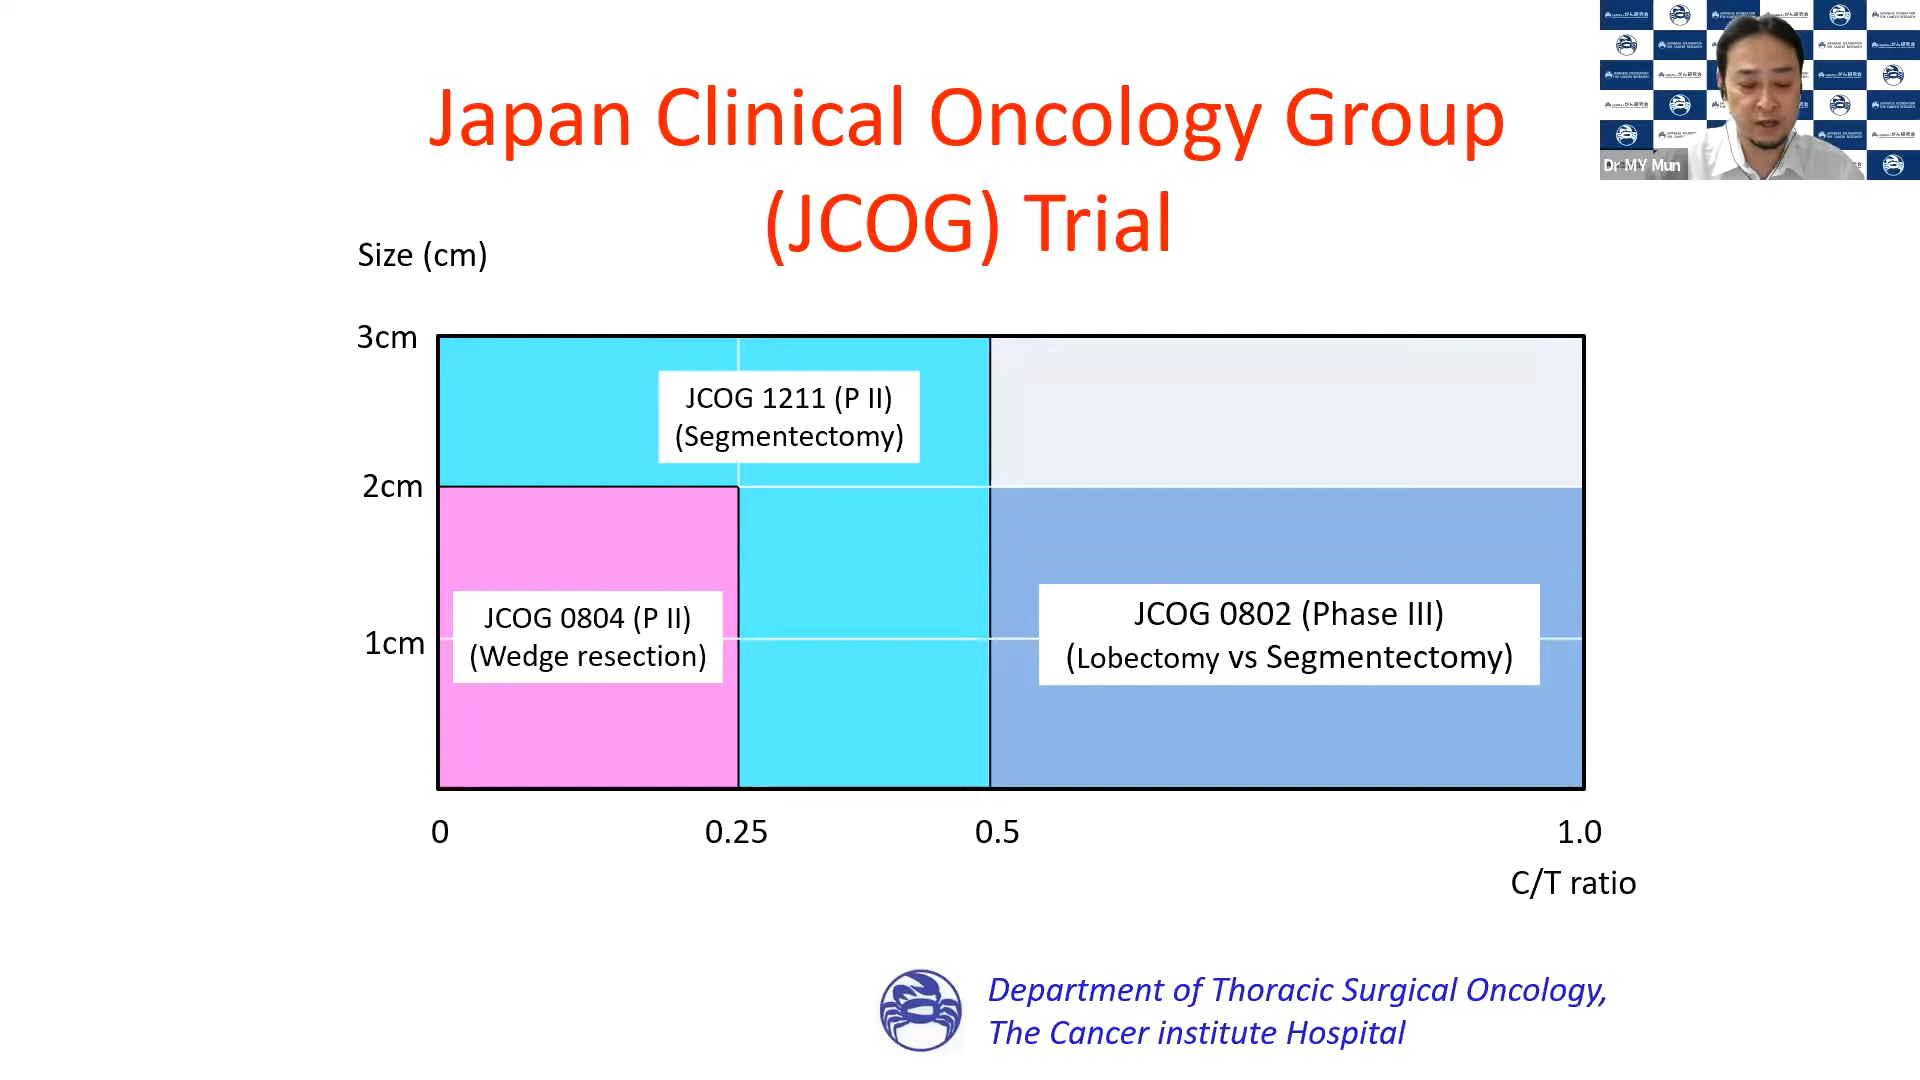 Japan Clinical Oncology Group
(JCOG) Trial
Dr MY Mun
Size (cm)
3cm
JCOG 1211 (P II)
(Segmentectomy)
2cm
JCOG 0804 (P II)
(Wedge resection)
JCOG 0802 (Phase III)
(Lobectomy vs Segmentectomy)
1cm
0
0.25
0.5
1.0
C/T ratio
Department of Thoracic Surgical Oncology,
The Cancer institute Hospital